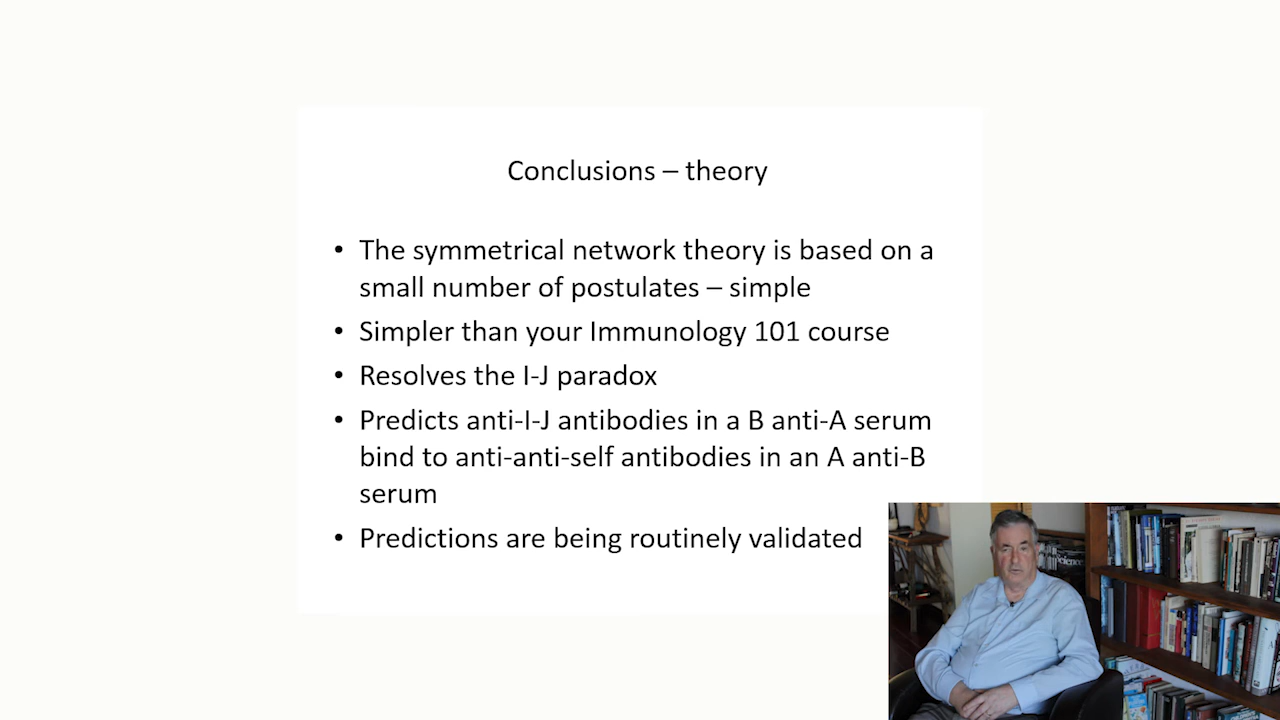 Conclusions – theory
• The symmetrical network theory is based on a
small number of postulates – simple
• Simpler than your Immunology 101 course
• Resolves the I-J paradox
• Predicts anti-I-J antibodies in a B anti-A serum
bind to anti-anti-self antibodies in an A anti-B
serum
• Predictions are being routinely validated
Science